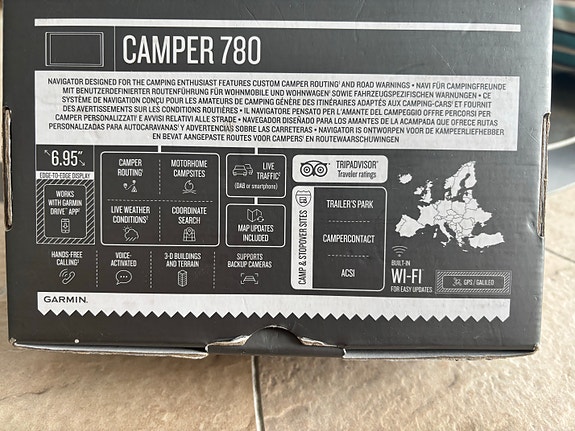 CAMPER 780
NAVIGATOR DESIGNED FOR THE CAMPING ENTHUSIAST FEATURES CUSTOM CAMPER ROUTING¹ AND ROAD WARNINGS • NAVI FÜR CAMPINGFREUNDE
MIT BENUTZERDEFINIERTER ROUTENFÜHRUNG FÜR WOHNMOBILE UND WOHNWAGEN¹ SOWIE FAHRZEUGSPEZIFISCHEN WARNUNGEN • CE
SYSTÈME DE NAVIGATION CONÇU POUR LES AMATEURS DE CAMPING GÉNÈRE DES ITINÉRAIRES ADAPTÉS AUX CAMPING-CARS¹ ET FOURNIT
DES AVERTISSEMENTS SUR LES CONDITIONS ROUTIÈRES • IL NAVIGATORE PENSATO PER L'AMANTE DEL CAMPEGGIO OFFRE PERCORSI PER
CAMPER PERSONALIZZATI¹ E AVVISI RELATIVI ALLE STRADE • NAVEGADOR DISEÑADO PARA LOS AMANTES DE LA ACAMPADA QUE OFRECE RUTAS
PERSONALIZADAS PARA AUTOCARAVANAS¹ Y ADVERTENCIAS SOBRE LAS CARRETERAS • NAVIGATOR IS ONTWORPEN VOOR DE KAMPEERLIEFHEBBER
EN BEVAT AANGEPASTE ROUTES VOOR CAMPERS¹ EN ROUTEWAARSCHUWINGEN
6.95"
EDGE-TO-EDGE DISPLAY
WORKS
WITH GARMIN
DRIVE™ APP²
CAMPER
ROUTING¹
MOTORHOME
CAMPSITES
LIVE WEATHER
CONDITIONS²
COORDINATE
SEARCH
LIVE
TRAFFIC²
(DAB or smartphone)
MAP UPDATES
INCLUDED
TRIPADVISOR®
Traveler ratings
CAMP & STOPOVER SITES
TRAILER'S PARK
CAMPERCONTACT
ACSI
BUILT-IN
WI-FI®
FOR EASY UPDATES
GPS / GALILEO
HANDS-FREE
CALLING²
VOICE-
ACTIVATED
3-D BUILDINGS
AND TERRAIN
SUPPORTS
BACKUP CAMERAS
GARMIN.